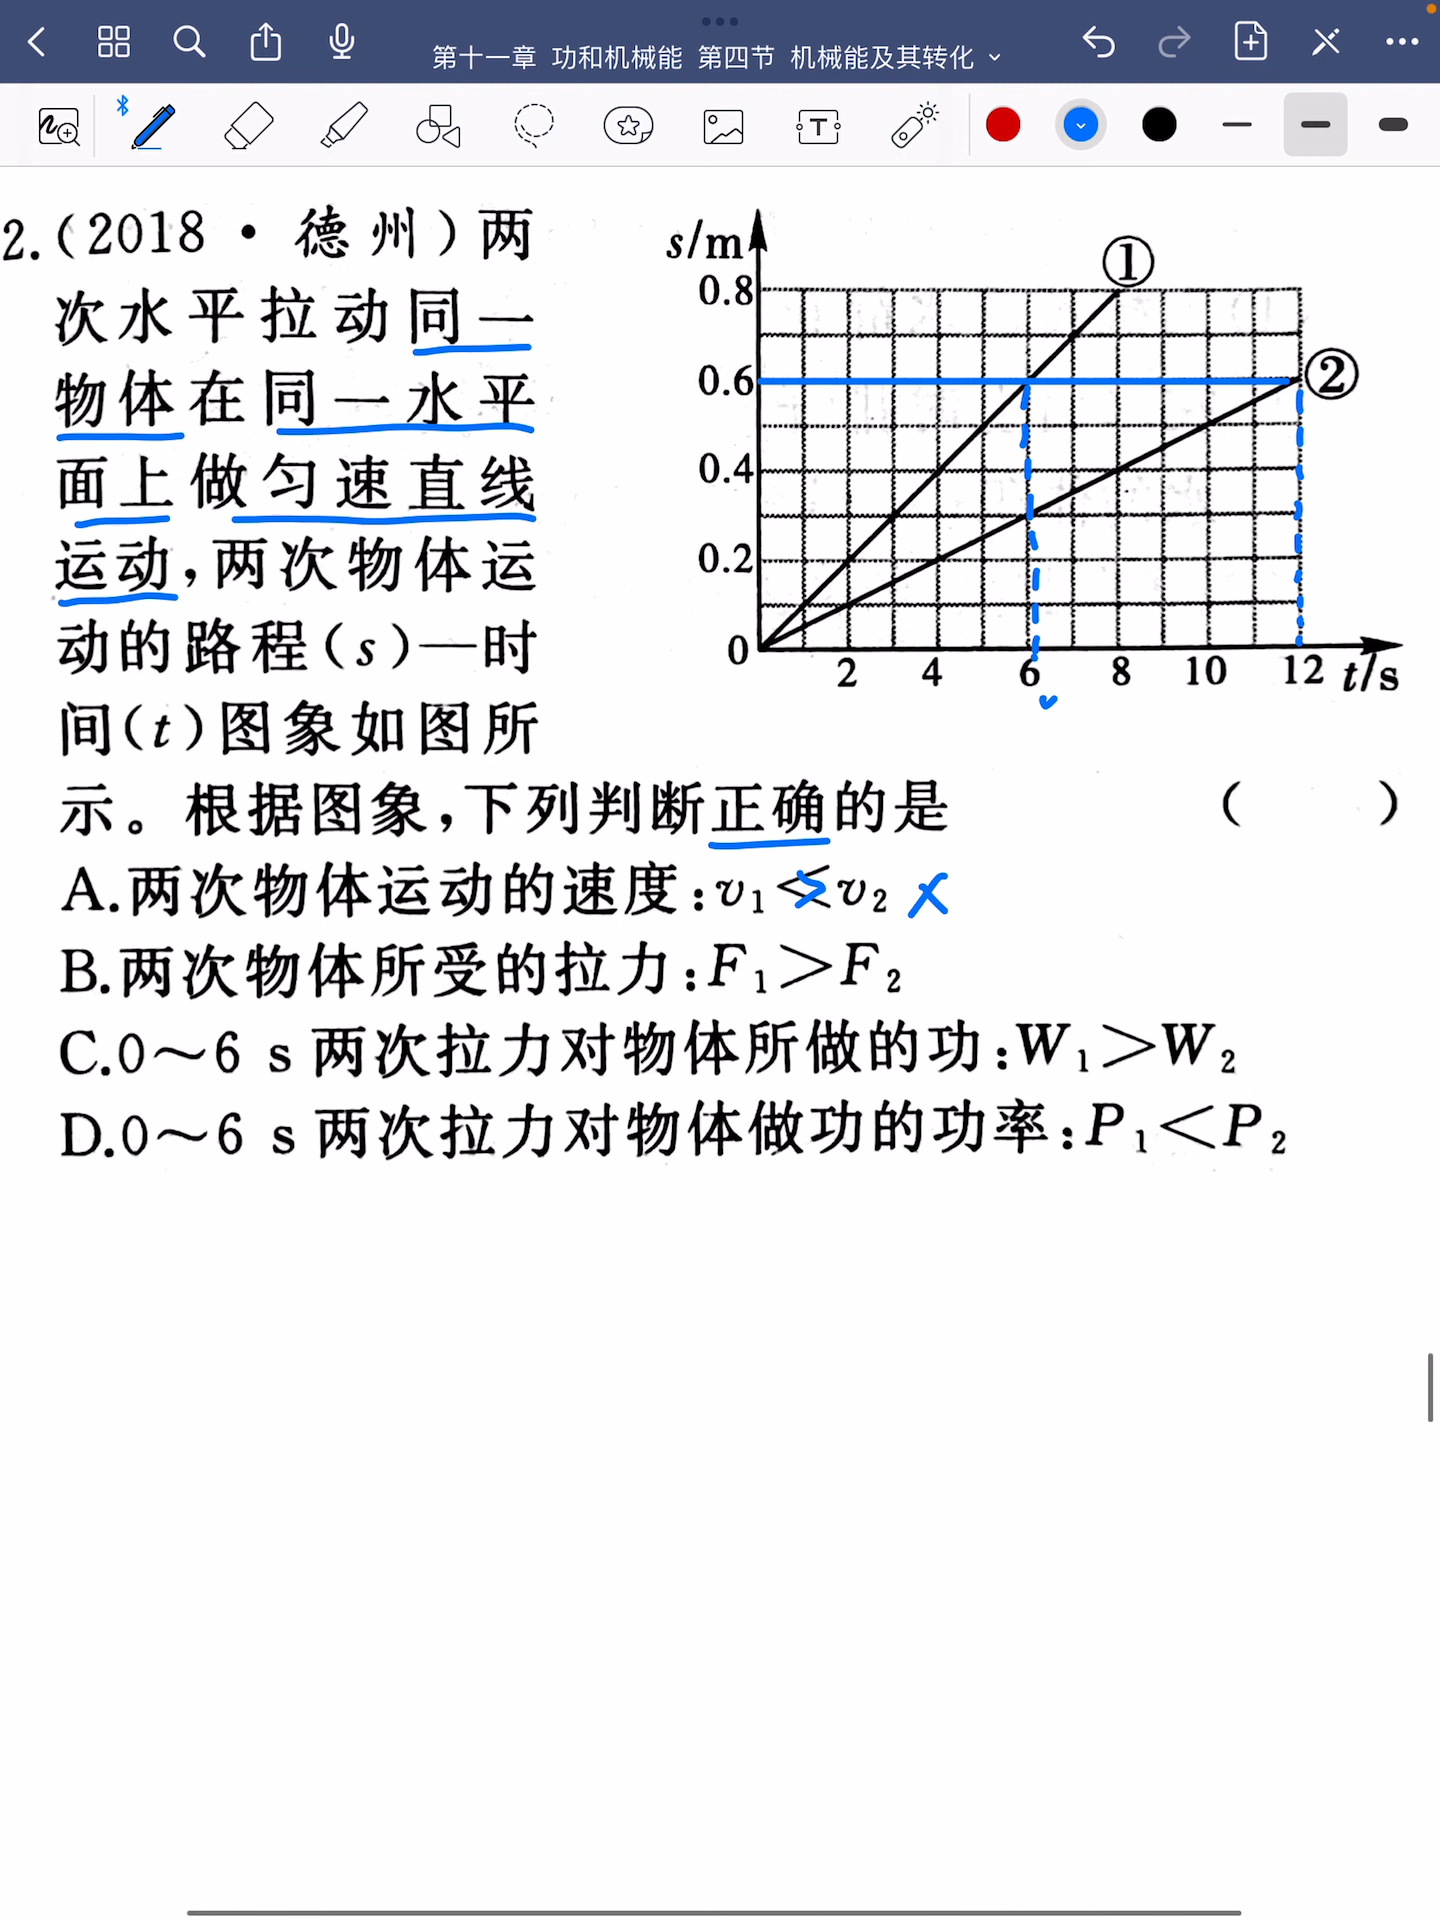 第十一章 功和机械能 第四节 机械能及其转化
2.(2018·德州)两
次水平拉动同一
物体在同一水平
面上做匀速直线
运动,两次物体运
动的路程(s)—时
间(t)图象如图所
示。根据图象,下列判断正确的是 ( )
s/m
0.8
0.6
0.4
0.2
0
2 4 6 8 10 12 t/s
①
②
A.两次物体运动的速度:v₁<v₂ ×
>
B.两次物体所受的拉力:F₁>F₂
C.0～6 s 两次拉力对物体所做的功:W₁>W₂
D.0～6 s 两次拉力对物体做功的功率:P₁<P₂